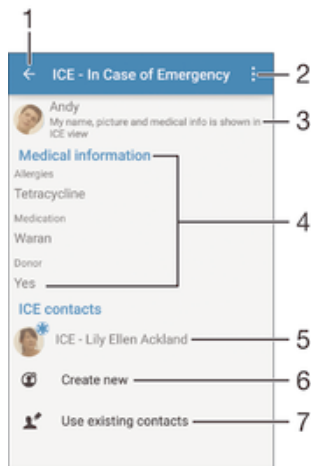 1
ICE - In Case of Emergency
2
Andy
My name, picture and medical info is shown in
ICE view
3
Medical information
Allergies
Tetracycline
Medication
Waran
4
Donor
Yes
ICE contacts
ICE - Lily Ellen Ackland
5
Create new
6
Use existing contacts
7